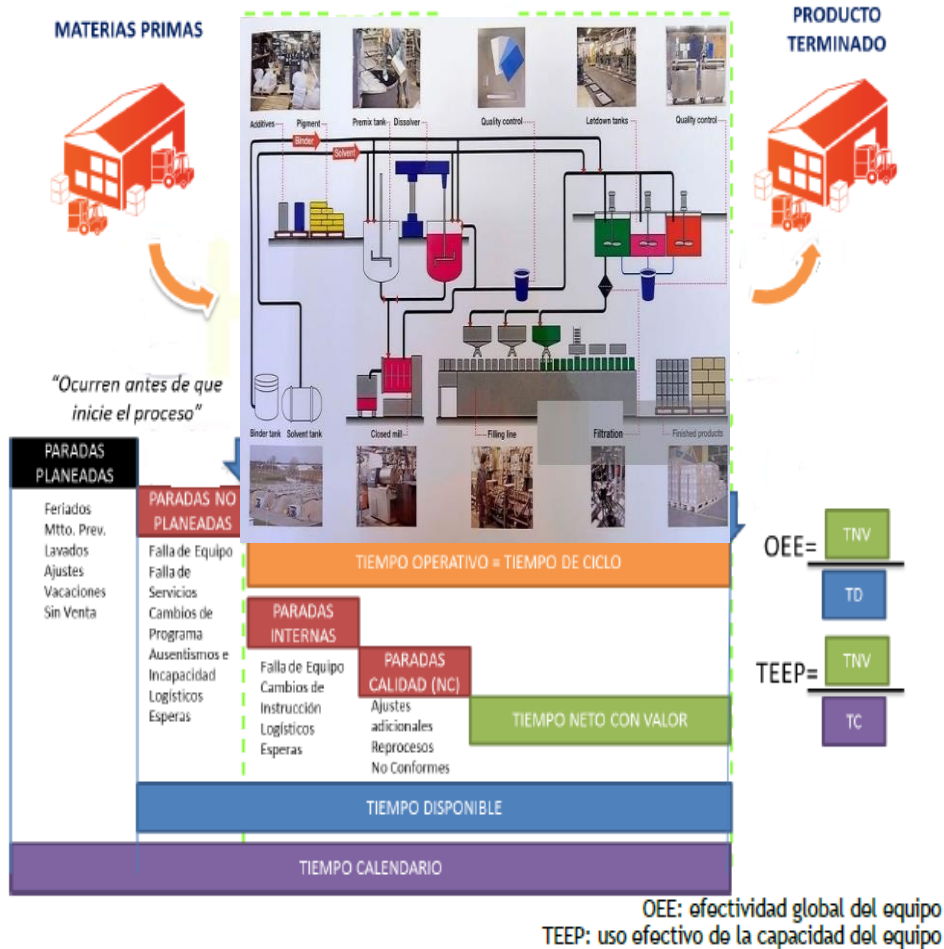 MATERIAS PRIMAS
PRODUCTO
TERMINADO
Additives
Pigment
Premix tank
Dissolver
Quality control
Letdown tanks
Quality control
Binder
Solvent
"Ocurren antes de que
inicie el proceso"
Binder tank
Solvent tank
Closed mill
Filling line
Filtration
Finished products
PARADAS
PLANEADAS
Feriados
Mtto. Prev.
Lavados
Ajustes
Vacaciones
Sin Venta
PARADAS NO
PLANEADAS
Falla de Equipo
Falla de
Servicios
Cambios de
Programa
Ausentismos e
Incapacidad
Logísticos
Esperas
TIEMPO OPERATIVO = TIEMPO DE CICLO
PARADAS
INTERNAS
Falla de Equipo
Cambios de
Instrucción
Logísticos
Esperas
PARADAS
CALIDAD (NC)
Ajustes
adicionales
Reprocesos
No Conformes
TIEMPO NETO CON VALOR
TIEMPO DISPONIBLE
TIEMPO CALENDARIO
OEE=
TNV
TD
TEEP=
TNV
TC
OEE: efectividad global del equipo
TEEP: uso efectivo de la capacidad del equipo